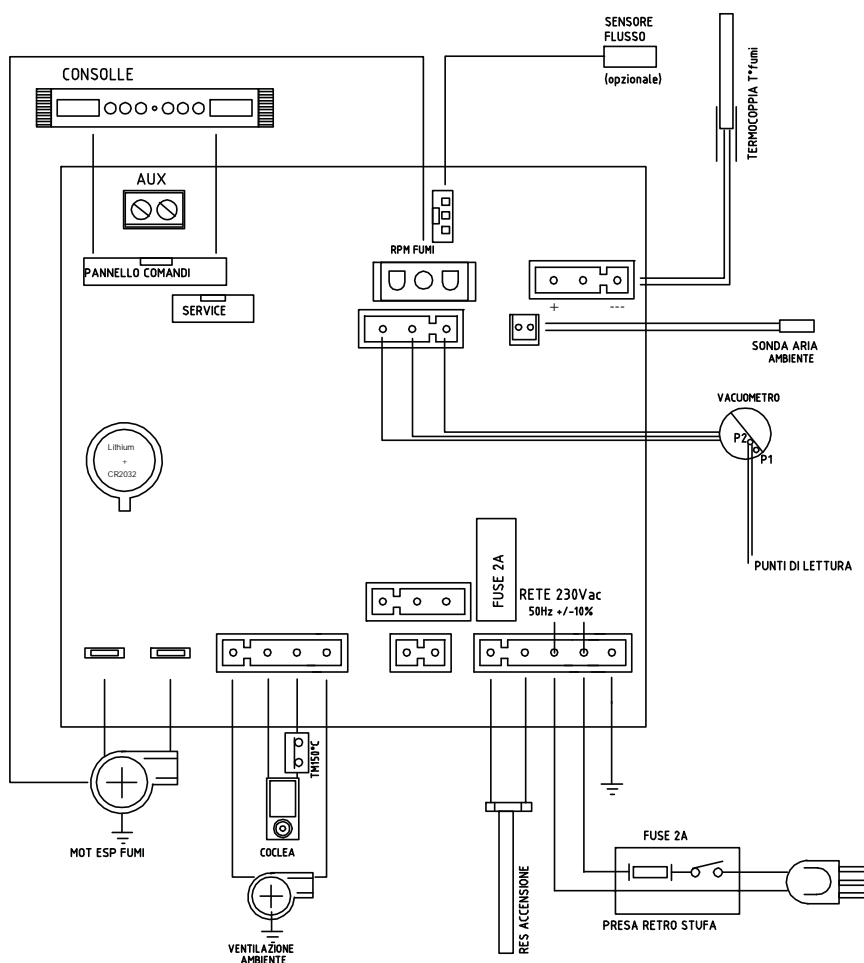 SENSORE
FLUSSO
(opzionale)
TERMOCOPPIA T°fumi
CONSOLLE
AUX
PANNELLO COMANDI
SERVICE
RPM FUMI
+ ---
SONDA ARIA
AMBIENTE
VACUOMETRO
P2
P1
PUNTI DI LETTURA
Lithium
+
CR2032
FUSE 2A
RETE 230Vac
50Hz +/-10%
TM150°C
MOT ESP FUMI
COCLEA
VENTILAZIONE
AMBIENTE
RES ACCENSIONE
FUSE 2A
PRESA RETRO STUFA